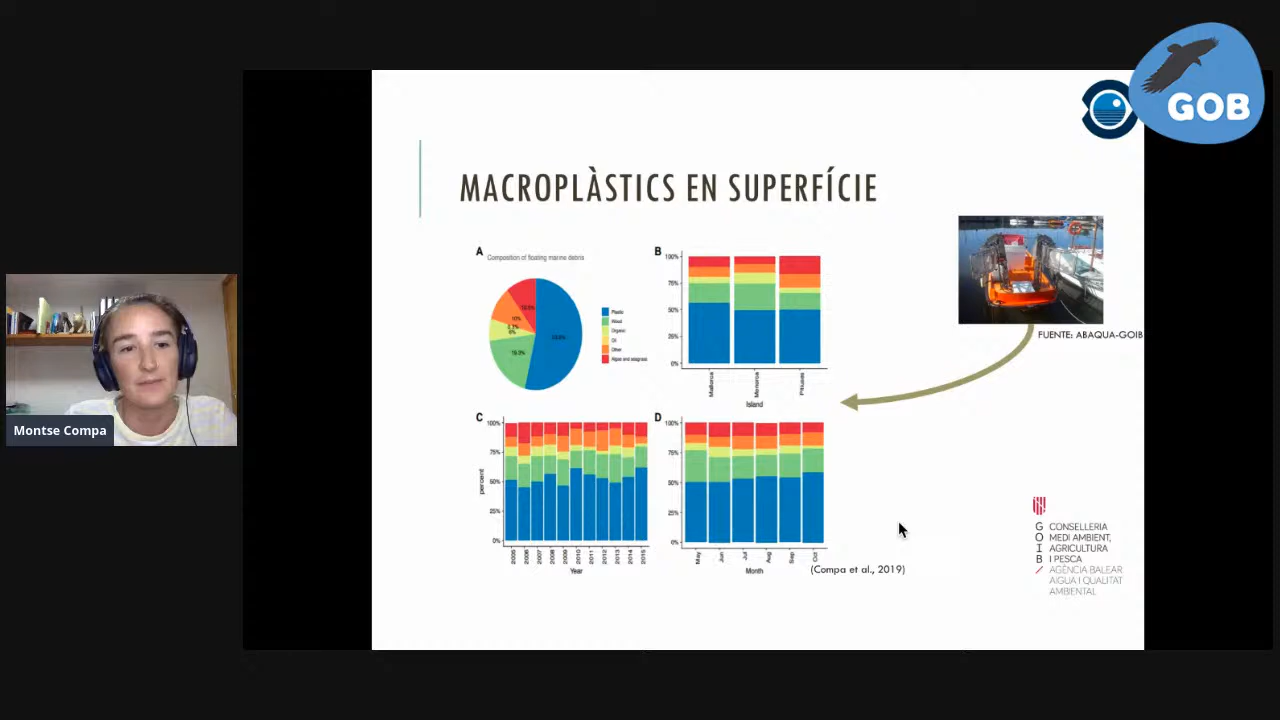 GOB
MACROPLÀSTICS EN SUPERFÍCIE
A
Composition of floating marine debris
Plastic
Wood
Organic
Oil
Other
Algae and seagrass
10%
6%
B
100%
75%
50%
25%
0%
Mallorca
Menorca
Pitiusas
Island
FUENTE: ABAQUA-GOIB
Montse Compa
C
percent
100%
75%
50%
25%
0%
2005
2006
2007
2008
2009
2010
2011
2012
2013
2014
2015
Year
D
100%
75%
50%
25%
0%
May
Jun
Jul
Aug
Sep
Oct
Month
(Compa et al., 2019)
G CONSELLERIA
O MEDI AMBIENT,
I AGRICULTURA
B I PESCA
/ AGÈNCIA BALEAR
AIGUA I QUALITAT
AMBIENTAL